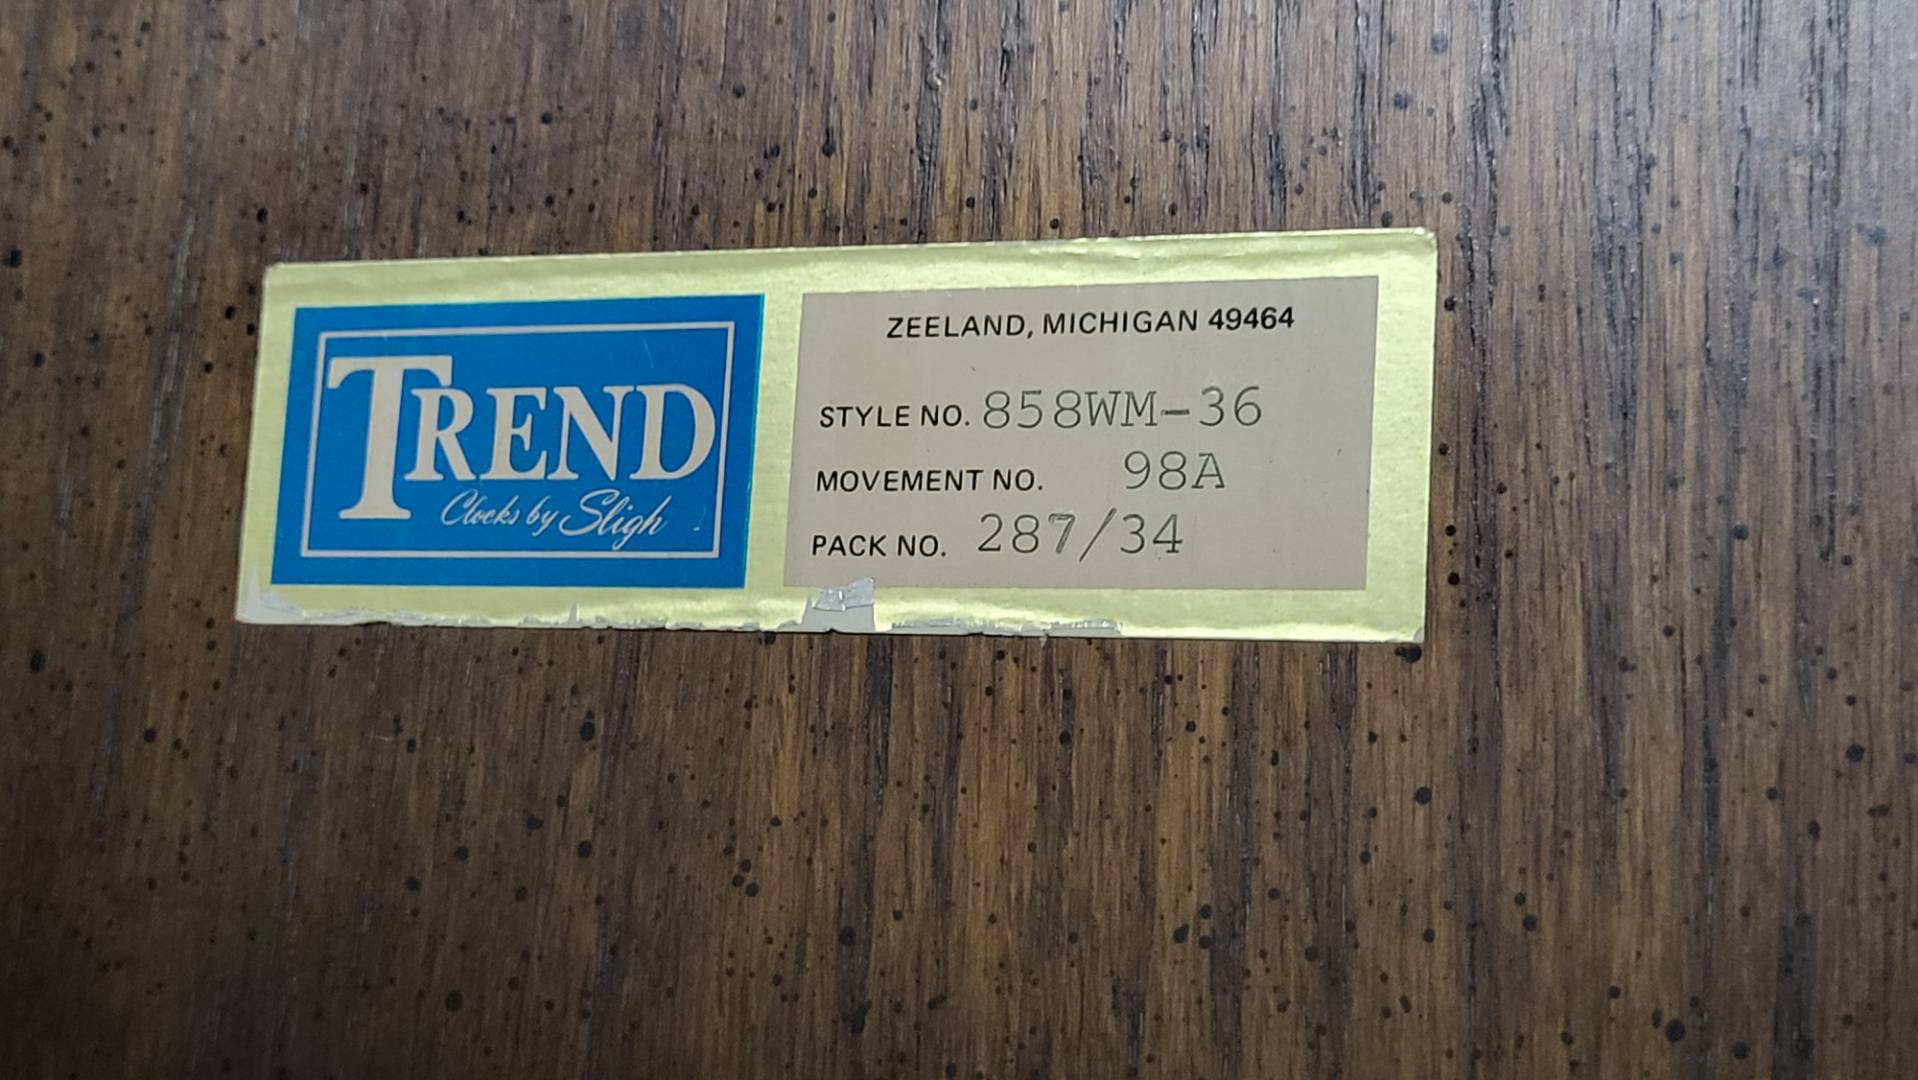 TREND
Clocks by Sligh
ZEELAND, MICHIGAN 49464
STYLE NO. 858WM-36
MOVEMENT NO. 98A
PACK NO. 287/34